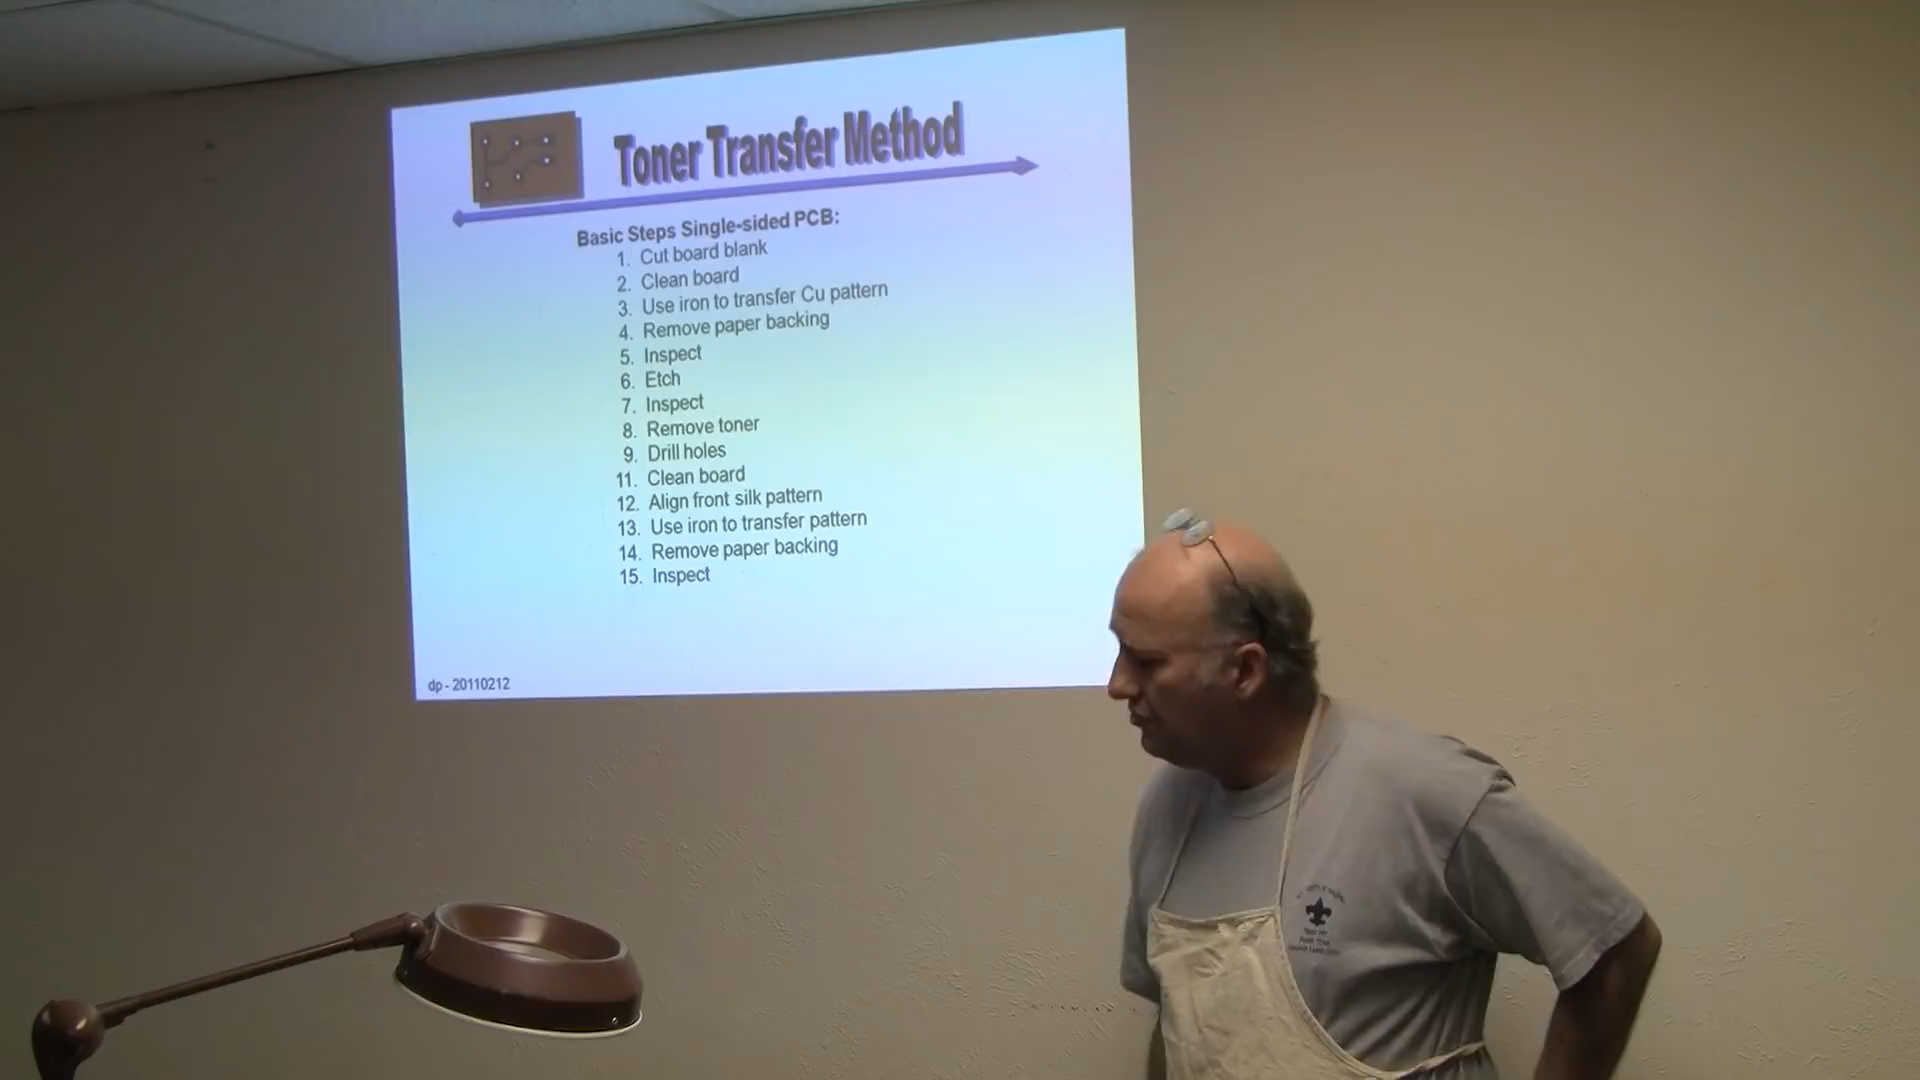 Toner Transfer Method
Basic Steps Single-sided PCB:
1. Cut board blank
2. Clean board
3. Use iron to transfer Cu pattern
4. Remove paper backing
5. Inspect
6. Etch
7. Inspect
8. Remove toner
9. Drill holes
11. Clean board
12. Align front silk pattern
13. Use iron to transfer pattern
14. Remove paper backing
15. Inspect
dp - 20110212